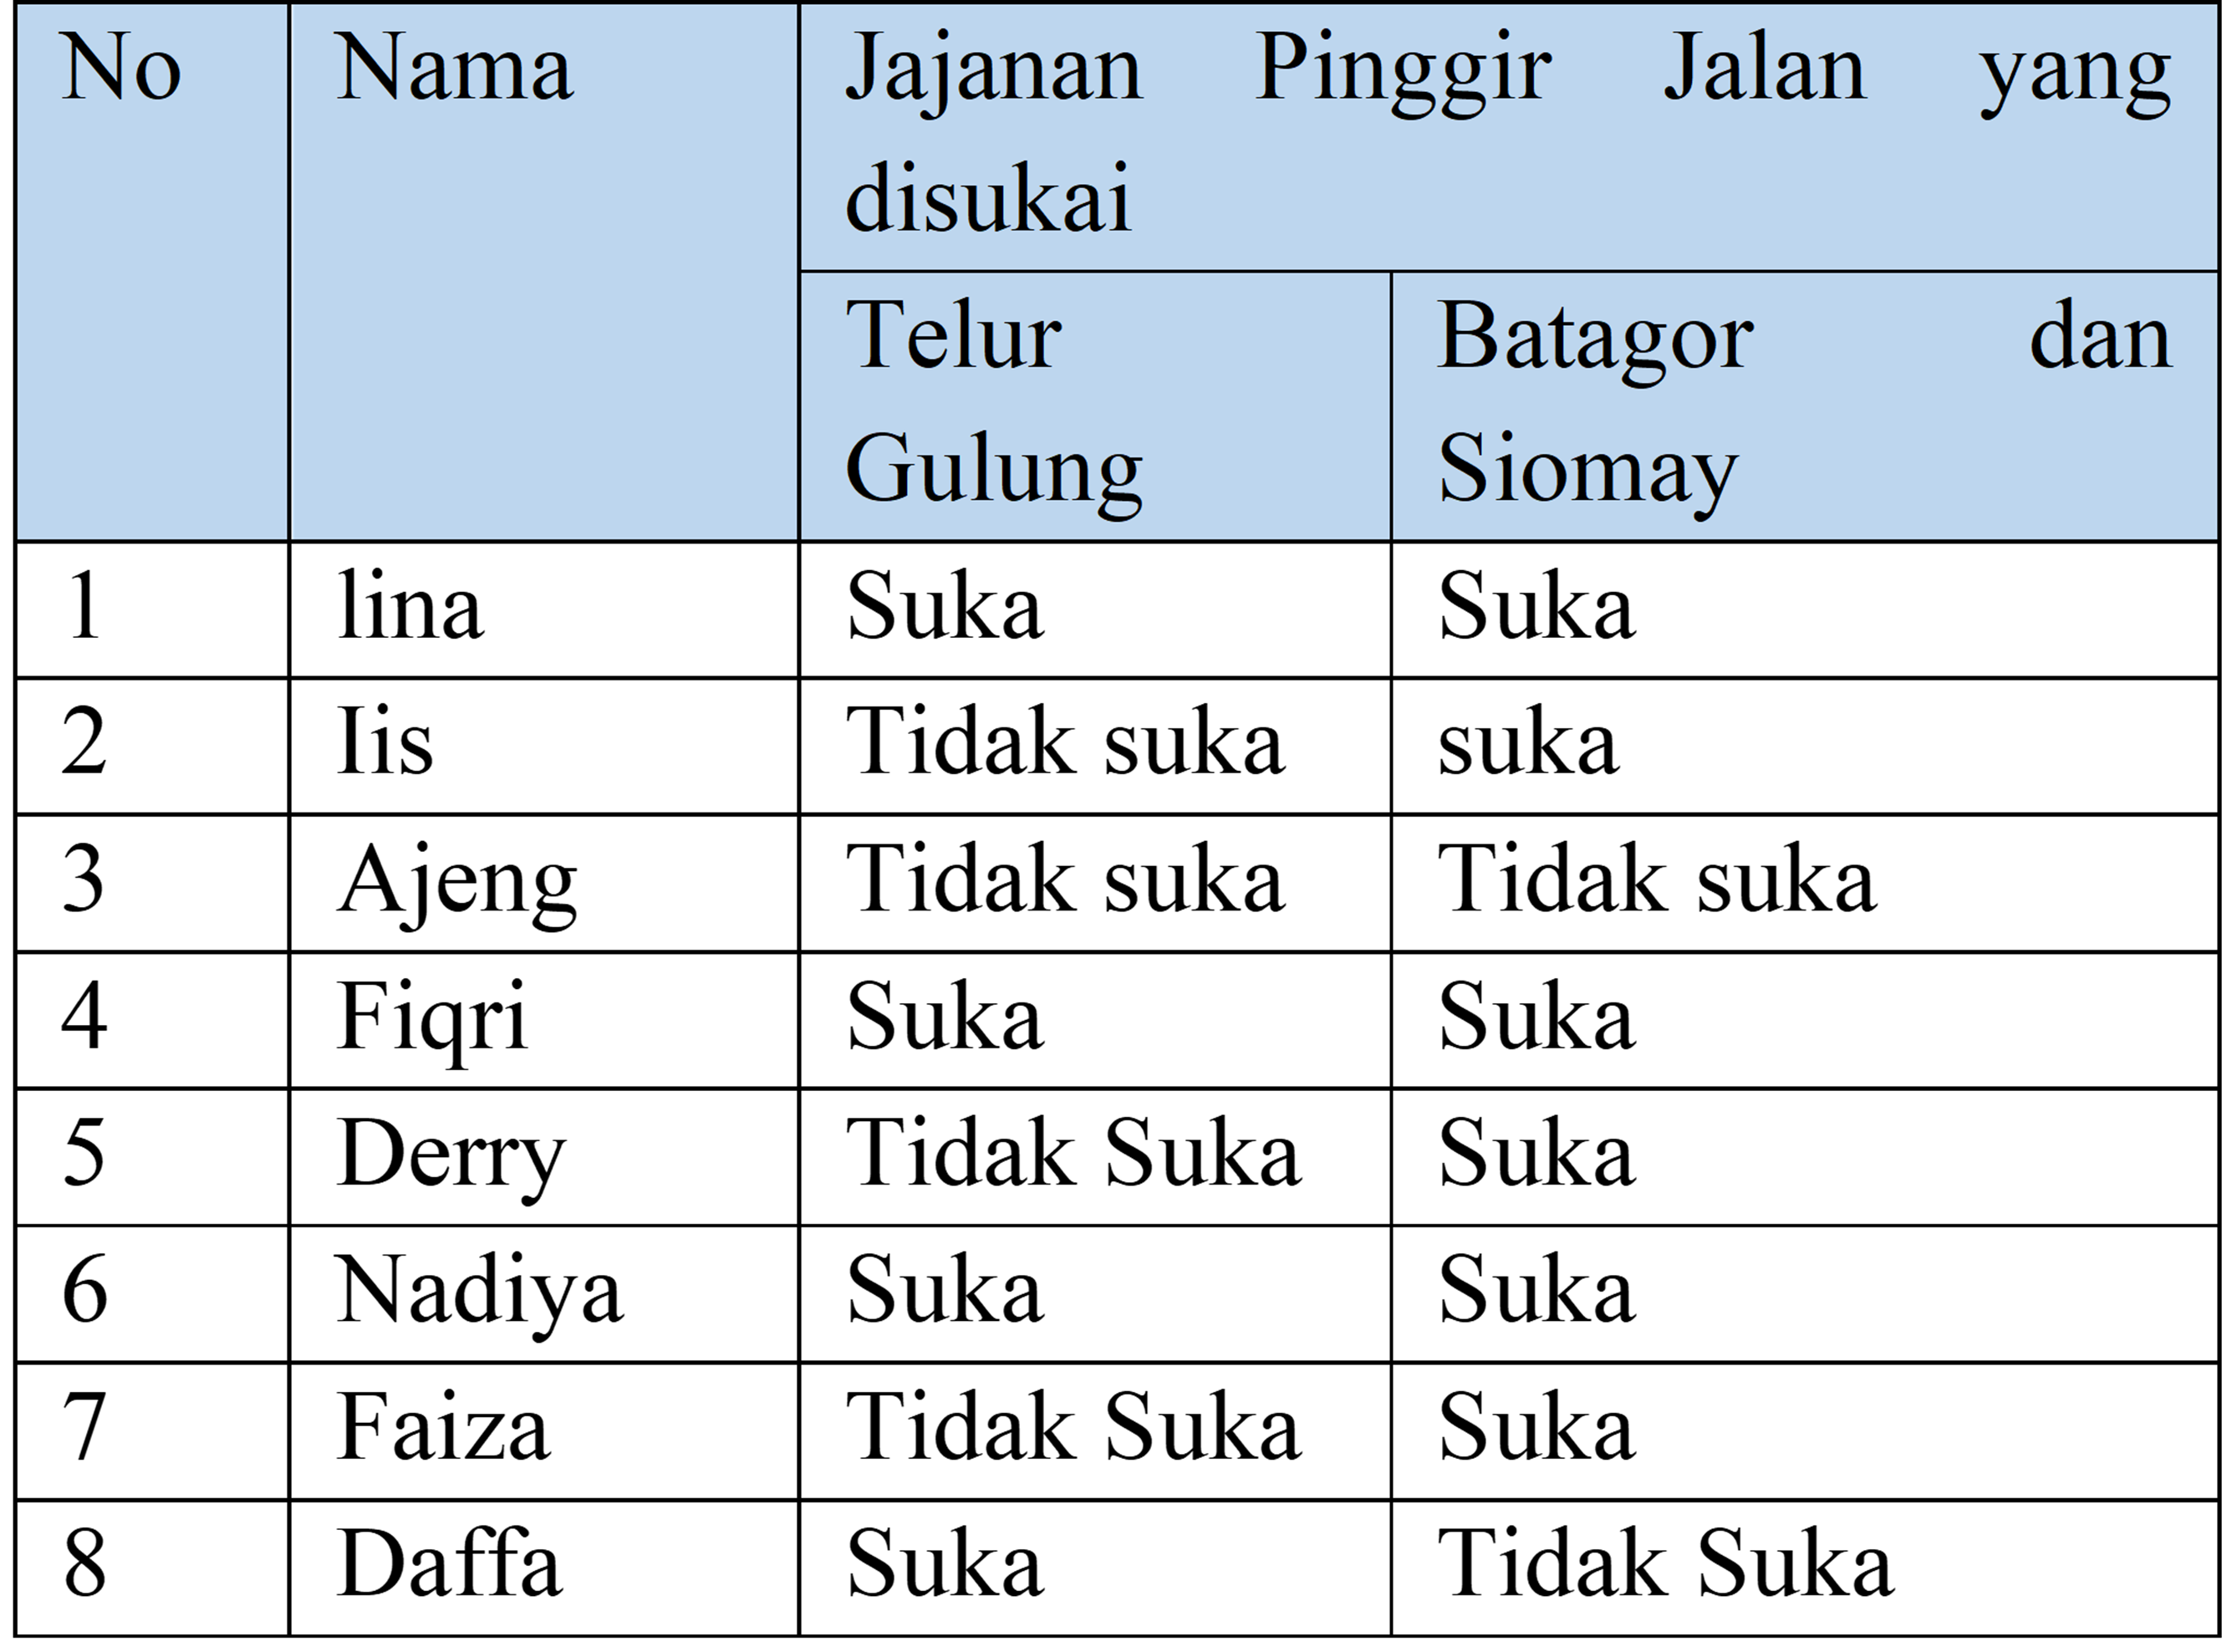 No Nama Jajanan Pinggir Jalan yang
disukai
Telur Batagor dan
Gulung Siomay
1 lina Suka Suka
2 Iis Tidak suka suka
3 Ajeng Tidak suka Tidak suka
4 Fiqri Suka Suka
5 Derry Tidak Suka Suka
6 Nadiya Suka Suka
7 Faiza Tidak Suka Suka
8 Daffa Suka Tidak Suka